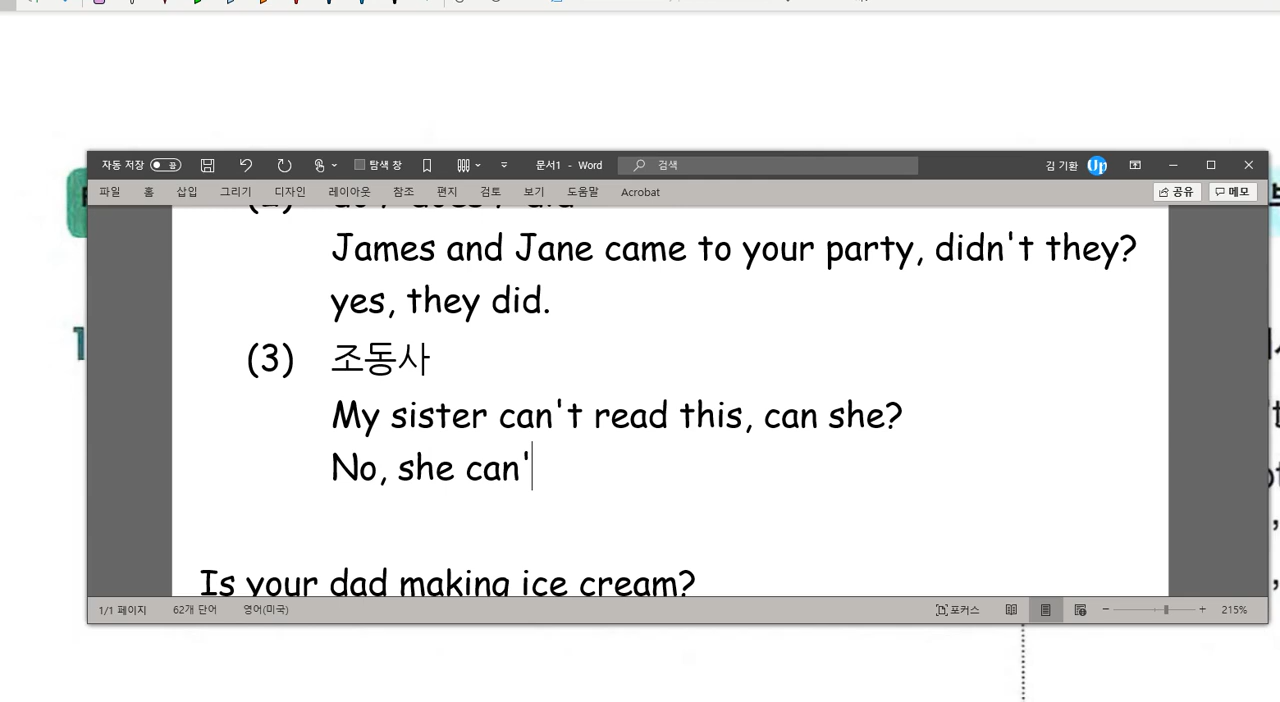 자동 저장 끔 탐색 창 문서1 - Word 검색 김 기환 Up
파일 홈 삽입 그리기 디자인 레이아웃 참조 편지 검토 보기 도움말 Acrobat 공유 메모
James and Jane came to your party, didn't they?
yes, they did.
(3) 조동사
My sister can't read this, can she?
No, she can'
Is your dad making ice cream?
1/1 페이지 62개 단어 영어(미국) 포커스 215%